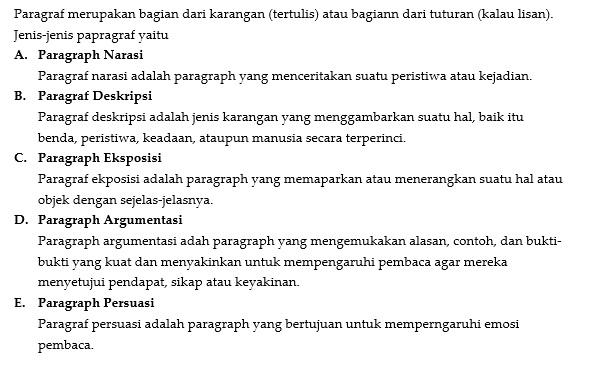 Paragraf merupakan bagian dari karangan (tertulis) atau bagiann dari tuturan (kalau lisan).
Jenis-jenis papragraf yaitu
A. Paragraph Narasi
Paragraf narasi adalah paragraph yang menceritakan suatu peristiwa atau kejadian.
B. Paragraf Deskripsi
Paragraf deskripsi adalah jenis karangan yang menggambarkan suatu hal, baik itu
benda, peristiwa, keadaan, ataupun manusia secara terperinci.
C. Paragraph Eksposisi
Paragraf ekposisi adalah paragraph yang memaparkan atau menerangkan suatu hal atau
objek dengan sejelas-jelasnya.
D. Paragraph Argumentasi
Paragraph argumentasi adah paragraph yang mengemukakan alasan, contoh, dan bukti-
bukti yang kuat dan menyakinkan untuk mempengaruhi pembaca agar mereka
menyetujui pendapat, sikap atau keyakinan.
E. Paragraph Persuasi
Paragraf persuasi adalah paragraph yang bertujuan untuk memperngaruhi emosi
pembaca.